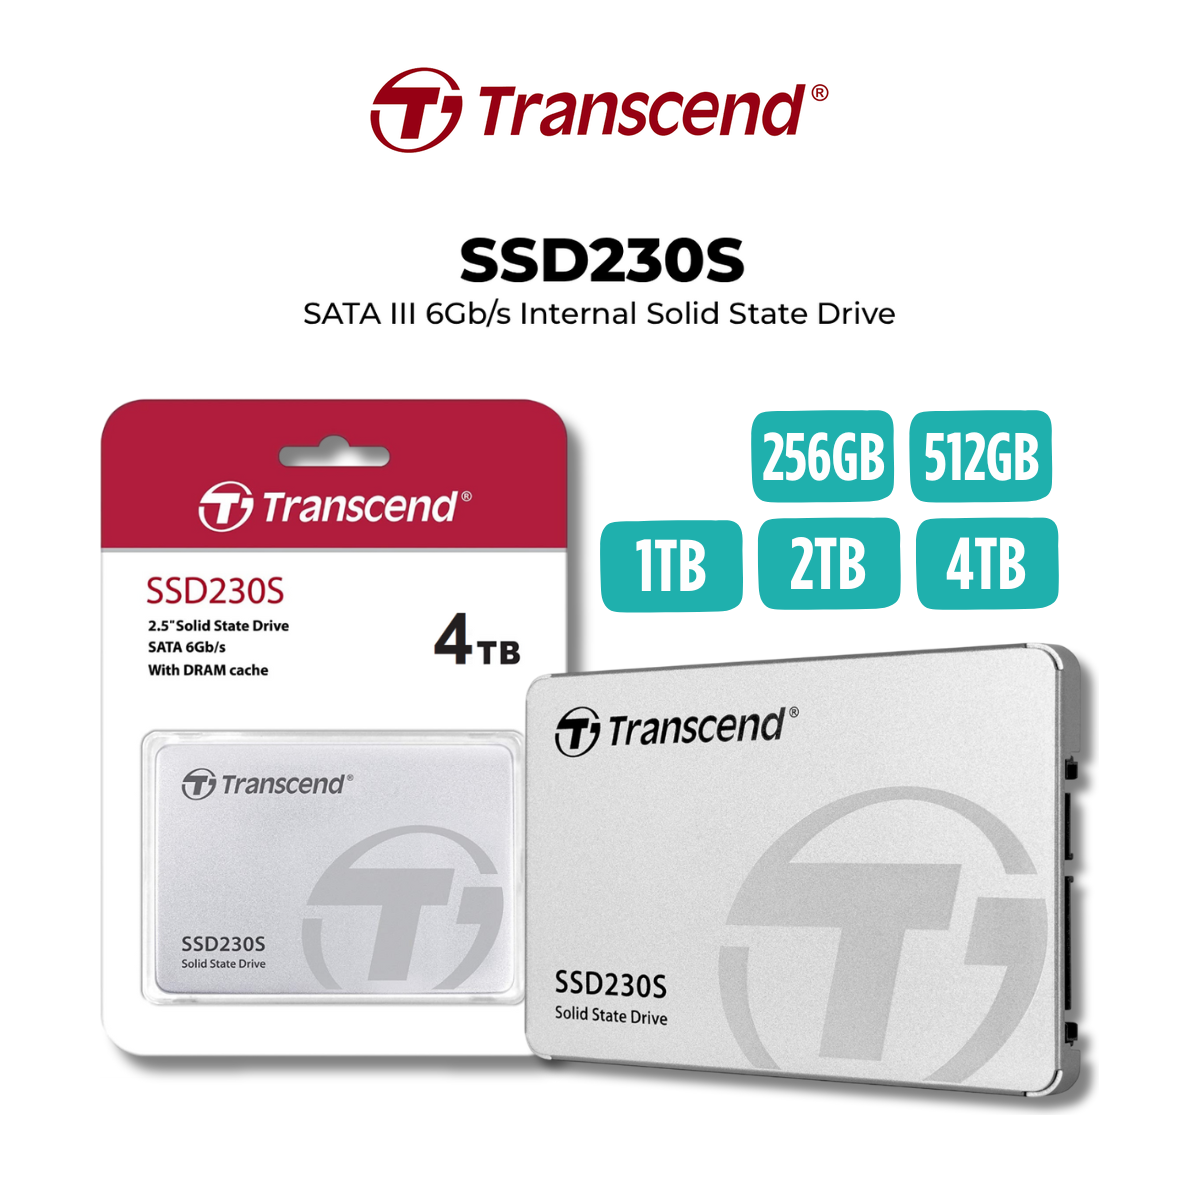 Transcend®
SSD230S
SATA III 6Gb/s Internal Solid State Drive
256GB 512GB
1TB 2TB 4TB
Transcend®
SSD230S
2.5" Solid State Drive
SATA 6Gb/s
With DRAM cache
4TB
Transcend®
SSD230S
Solid State Drive
Transcend®
SSD230S
Solid State Drive